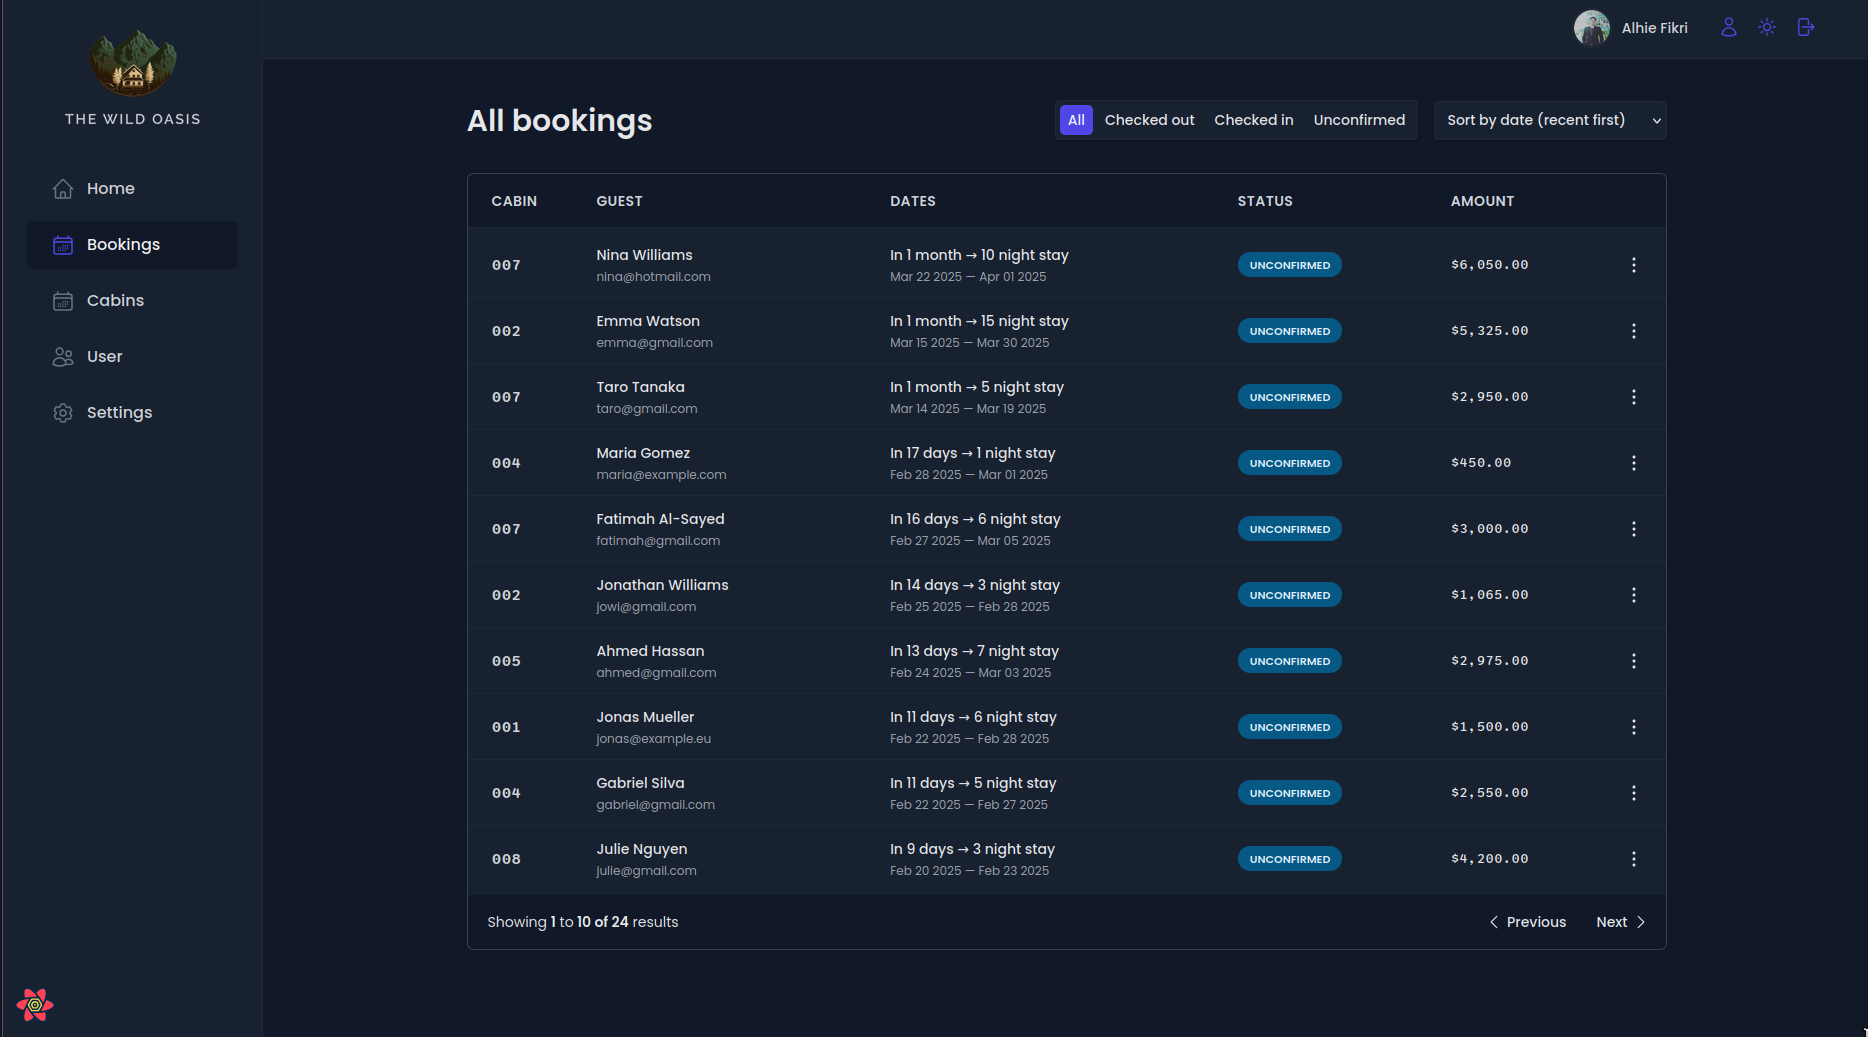 THE WILD OASIS
Home
Bookings
Cabins
User
Settings
Alhie Fikri
All bookings
All Checked out Checked in Unconfirmed
Sort by date (recent first)
CABIN GUEST DATES STATUS AMOUNT
007 Nina Williams In 1 month → 10 night stay UNCONFIRMED $6,050.00
nina@hotmail.com Mar 22 2025 — Apr 01 2025
002 Emma Watson In 1 month → 15 night stay UNCONFIRMED $5,325.00
emma@gmail.com Mar 15 2025 — Mar 30 2025
007 Taro Tanaka In 1 month → 5 night stay UNCONFIRMED $2,950.00
taro@gmail.com Mar 14 2025 — Mar 19 2025
004 Maria Gomez In 17 days → 1 night stay UNCONFIRMED $450.00
maria@example.com Feb 28 2025 — Mar 01 2025
007 Fatimah Al-Sayed In 16 days → 6 night stay UNCONFIRMED $3,000.00
fatimah@gmail.com Feb 27 2025 — Mar 05 2025
002 Jonathan Williams In 14 days → 3 night stay UNCONFIRMED $1,065.00
jowi@gmail.com Feb 25 2025 — Feb 28 2025
005 Ahmed Hassan In 13 days → 7 night stay UNCONFIRMED $2,975.00
ahmed@gmail.com Feb 24 2025 — Mar 03 2025
001 Jonas Mueller In 11 days → 6 night stay UNCONFIRMED $1,500.00
jonas@example.eu Feb 22 2025 — Feb 28 2025
004 Gabriel Silva In 11 days → 5 night stay UNCONFIRMED $2,550.00
gabriel@gmail.com Feb 22 2025 — Feb 27 2025
008 Julie Nguyen In 9 days → 3 night stay UNCONFIRMED $4,200.00
julie@gmail.com Feb 20 2025 — Feb 23 2025
Showing 1 to 10 of 24 results
Previous Next